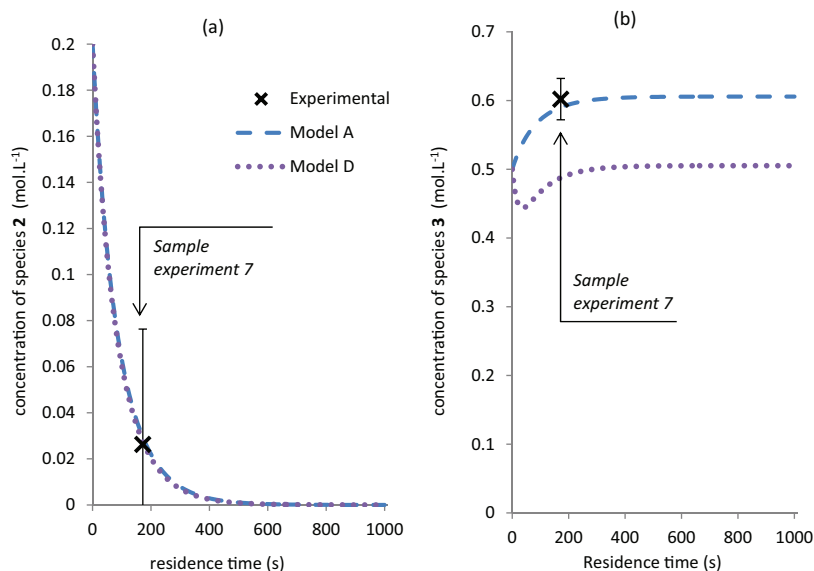 (a)
0.2
0.18
0.16
0.14
0.12
0.1
0.08
0.06
0.04
0.02
0
concentration of species 2 (mol.L⁻¹)
Experimental
Model A
Model D
Sample
experiment 7
0 200 400 600 800 1000
residence time (s)
(b)
0.7
0.6
0.5
0.4
0.3
0.2
0.1
0
concentration of species 3 (mol.L⁻¹)
Sample
experiment 7
0 200 400 600 800 1000
Residence time (s)